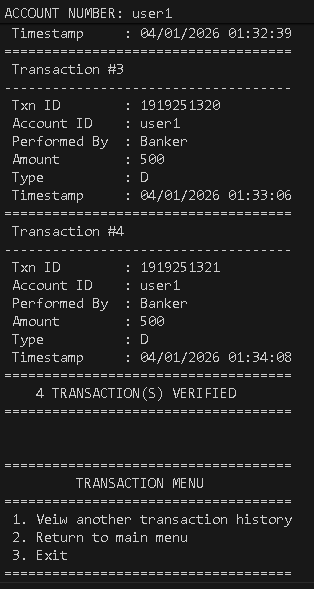 ACCOUNT NUMBER: user1
Timestamp : 04/01/2026 01:32:39
=====================================
Transaction #3
-------------------------------------
Txn ID : 1919251320
Account ID : user1
Performed By : Banker
Amount : 500
Type : D
Timestamp : 04/01/2026 01:33:06
=====================================
Transaction #4
-------------------------------------
Txn ID : 1919251321
Account ID : user1
Performed By : Banker
Amount : 500
Type : D
Timestamp : 04/01/2026 01:34:08
=====================================
4 TRANSACTION(S) VERIFIED
=====================================
=====================================
TRANSACTION MENU
=====================================
1. Veiw another transaction history
2. Return to main menu
3. Exit
=====================================